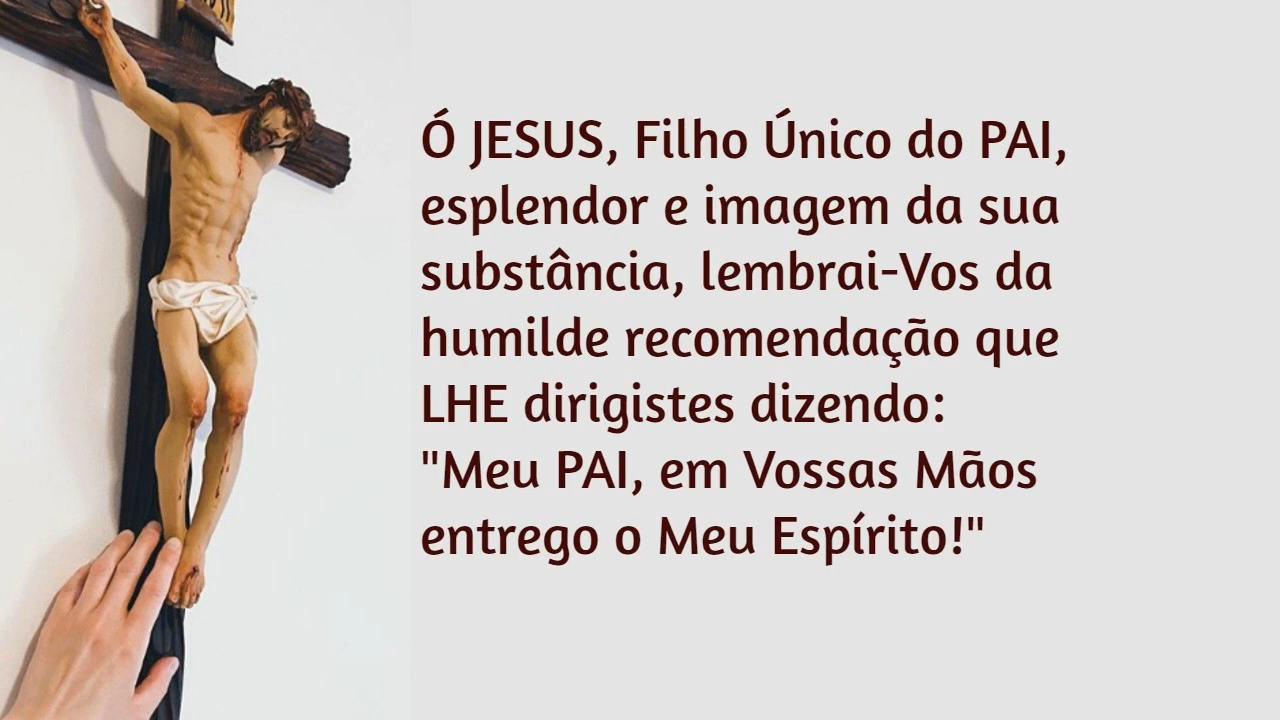 Ó JESUS, Filho Único do PAI,
esplendor e imagem da sua
substância, lembrai-Vos da
humilde recomendação que
LHE dirigistes dizendo:
"Meu PAI, em Vossas Mãos
entrego o Meu Espírito!"